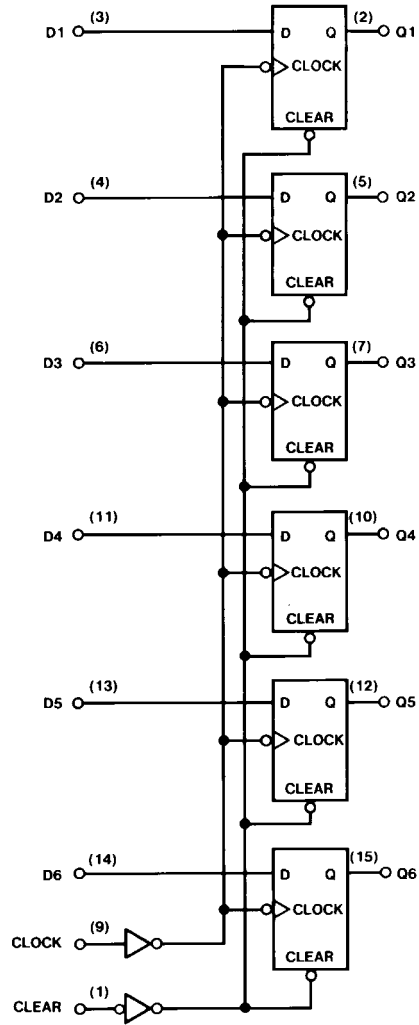 D1 (3) D Q (2) Q1
CLOCK
CLEAR
D2 (4) D Q (5) Q2
CLOCK
CLEAR
D3 (6) D Q (7) Q3
CLOCK
CLEAR
D4 (11) D Q (10) Q4
CLOCK
CLEAR
D5 (13) D Q (12) Q5
CLOCK
CLEAR
D6 (14) D Q (15) Q6
CLOCK (9) CLOCK
CLEAR
CLEAR (1)